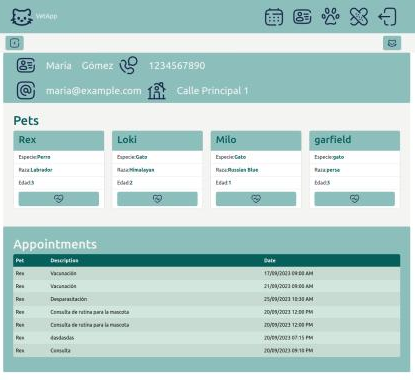 VetApp
María Gómez 1234567890
maria@example.com Calle Principal 1
Pets
Rex Loki Milo garfield
Especie:Perro Especie:Gato Especie:Gato Especie:gato
Raza:Labrador Raza:Himalayan Raza:Russian Blue Raza:persa
Edad:3 Edad:2 Edad:1 Edad:3
Appointments
Pet Description Date
Rex Vacunación 17/09/2023 09:00 AM
Rex Vacunación 21/09/2023 09:00 AM
Rex Desparasitación 25/09/2023 10:30 AM
Rex Consulta de rutina para la mascota 20/09/2023 12:00 PM
Rex Consulta de rutina para la mascota 20/09/2023 12:00 PM
Rex dasdasdas 20/09/2023 07:15 PM
Rex Consulta 20/09/2023 09:10 PM